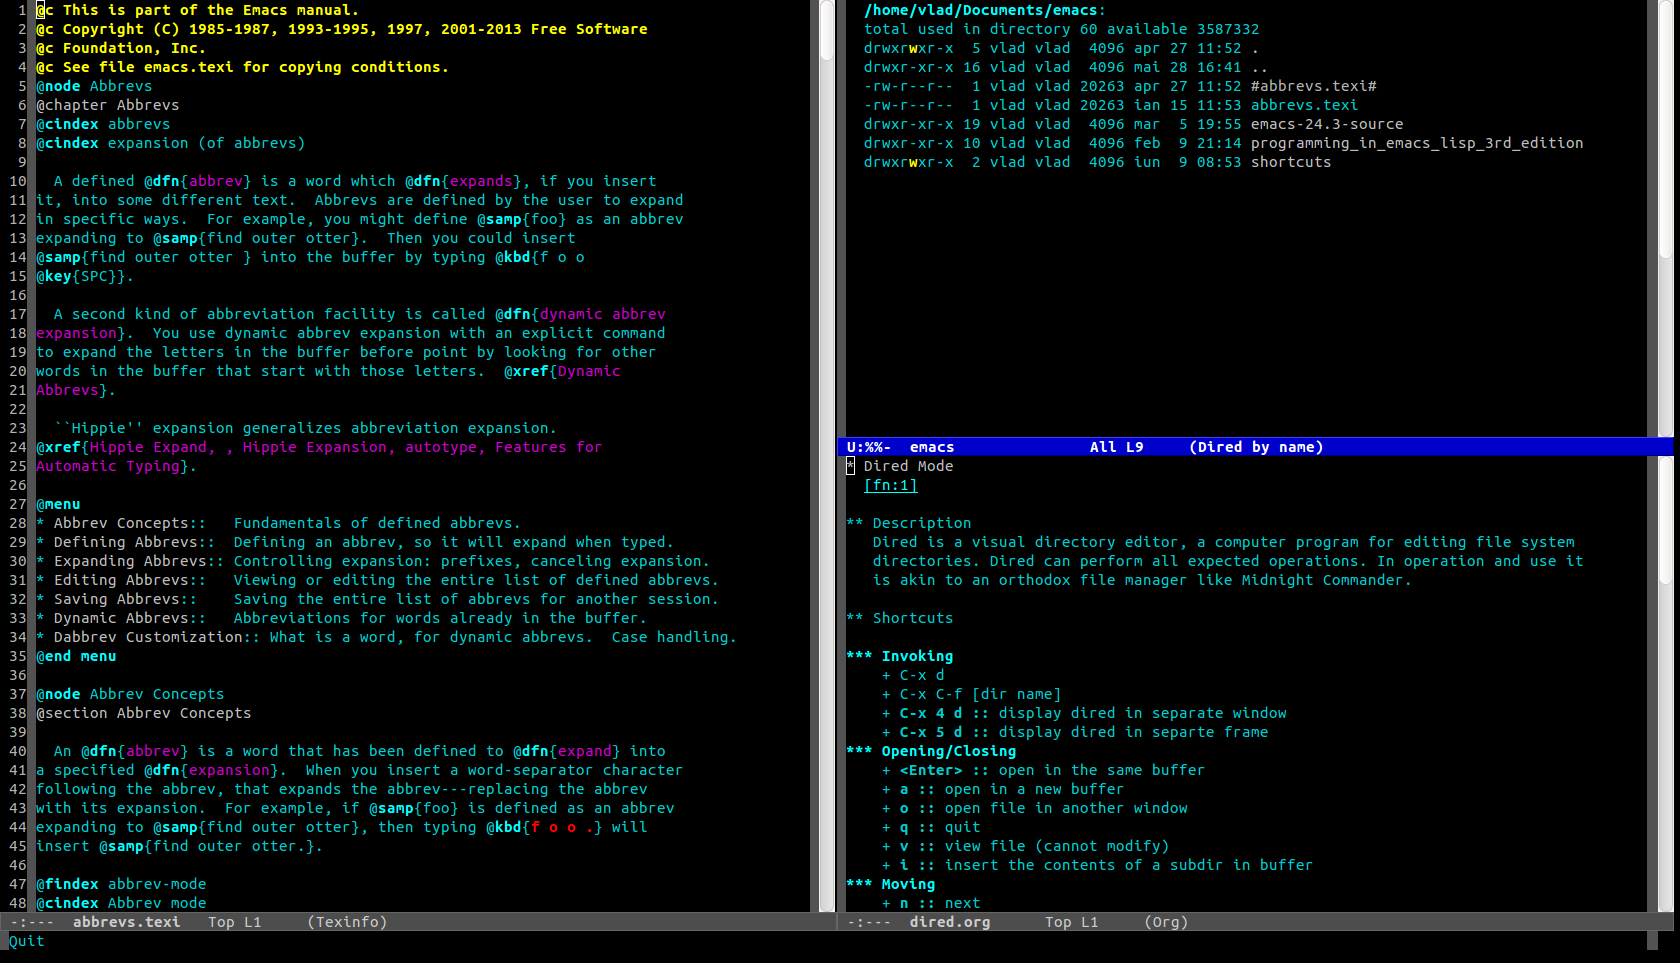 1 @c This is part of the Emacs manual.
2 @c Copyright (C) 1985-1987, 1993-1995, 1997, 2001-2013 Free Software
3 @c Foundation, Inc.
4 @c See file emacs.texi for copying conditions.
5 @node Abbrevs
6 @chapter Abbrevs
7 @cindex abbrevs
8 @cindex expansion (of abbrevs)
9
10   A defined @dfn{abbrev} is a word which @dfn{expands}, if you insert
11 it, into some different text.  Abbrevs are defined by the user to expand
12 in specific ways.  For example, you might define @samp{foo} as an abbrev
13 expanding to @samp{find outer otter}.  Then you could insert
14 @samp{find outer otter } into the buffer by typing @kbd{f o o
15 @key{SPC}}.
16
17   A second kind of abbreviation facility is called @dfn{dynamic abbrev
18 expansion}.  You use dynamic abbrev expansion with an explicit command
19 to expand the letters in the buffer before point by looking for other
20 words in the buffer that start with those letters.  @xref{Dynamic
21 Abbrevs}.
22
23   ``Hippie'' expansion generalizes abbreviation expansion.
24 @xref{Hippie Expand, , Hippie Expansion, autotype, Features for
25 Automatic Typing}.
26
27 @menu
28 * Abbrev Concepts::   Fundamentals of defined abbrevs.
29 * Defining Abbrevs::  Defining an abbrev, so it will expand when typed.
30 * Expanding Abbrevs:: Controlling expansion: prefixes, canceling expansion.
31 * Editing Abbrevs::   Viewing or editing the entire list of defined abbrevs.
32 * Saving Abbrevs::    Saving the entire list of abbrevs for another session.
33 * Dynamic Abbrevs::   Abbreviations for words already in the buffer.
34 * Dabbrev Customization:: What is a word, for dynamic abbrevs.  Case handling.
35 @end menu
36
37 @node Abbrev Concepts
38 @section Abbrev Concepts
39
40   An @dfn{abbrev} is a word that has been defined to @dfn{expand} into
41 a specified @dfn{expansion}.  When you insert a word-separator character
42 following the abbrev, that expands the abbrev---replacing the abbrev
43 with its expansion.  For example, if @samp{foo} is defined as an abbrev
44 expanding to @samp{find outer otter}, then typing @kbd{f o o .} will
45 insert @samp{find outer otter.}.
46
47 @findex abbrev-mode
48 @cindex Abbrev mode
-:---  abbrevs.texi   Top L1     (Texinfo)
/home/vlad/Documents/emacs:
total used in directory 60 available 3587332
drwxrwxr-x  5 vlad vlad  4096 apr 27 11:52 .
drwxr-xr-x 16 vlad vlad  4096 mai 28 16:41 ..
-rw-r--r--  1 vlad vlad 20263 apr 27 11:52 #abbrevs.texi#
-rw-r--r--  1 vlad vlad 20263 ian 15 11:53 abbrevs.texi
drwxr-xr-x 19 vlad vlad  4096 mar  5 19:55 emacs-24.3-source
drwxr-xr-x 10 vlad vlad  4096 feb  9 21:14 programming_in_emacs_lisp_3rd_edition
drwxrwxr-x  2 vlad vlad  4096 iun  9 08:53 shortcuts
U:%%-  emacs               All L9     (Dired by name)
* Dired Mode
[fn:1]
** Description
Dired is a visual directory editor, a computer program for editing file system
directories. Dired can perform all expected operations. In operation and use it
is akin to an orthodox file manager like Midnight Commander.
** Shortcuts
*** Invoking
+ C-x d
+ C-x C-f [dir name]
+ C-x 4 d :: display dired in separate window
+ C-x 5 d :: display dired in separte frame
*** Opening/Closing
+ <Enter> :: open in the same buffer
+ a :: open in a new buffer
+ o :: open file in another window
+ q :: quit
+ v :: view file (cannot modify)
+ i :: insert the contents of a subdir in buffer
*** Moving
+ n :: next
-:---  dired.org      Top L1     (Org)
Quit